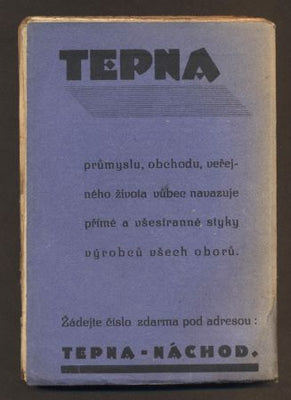 TEPNA
průmyslu, obchodu, veřej-
ného života vůbec navazuje
přímé a všestranné styky
výrobců všech oborů.
Žádejte číslo zdarma pod adresou:
TEPNA-NÁCHOD.